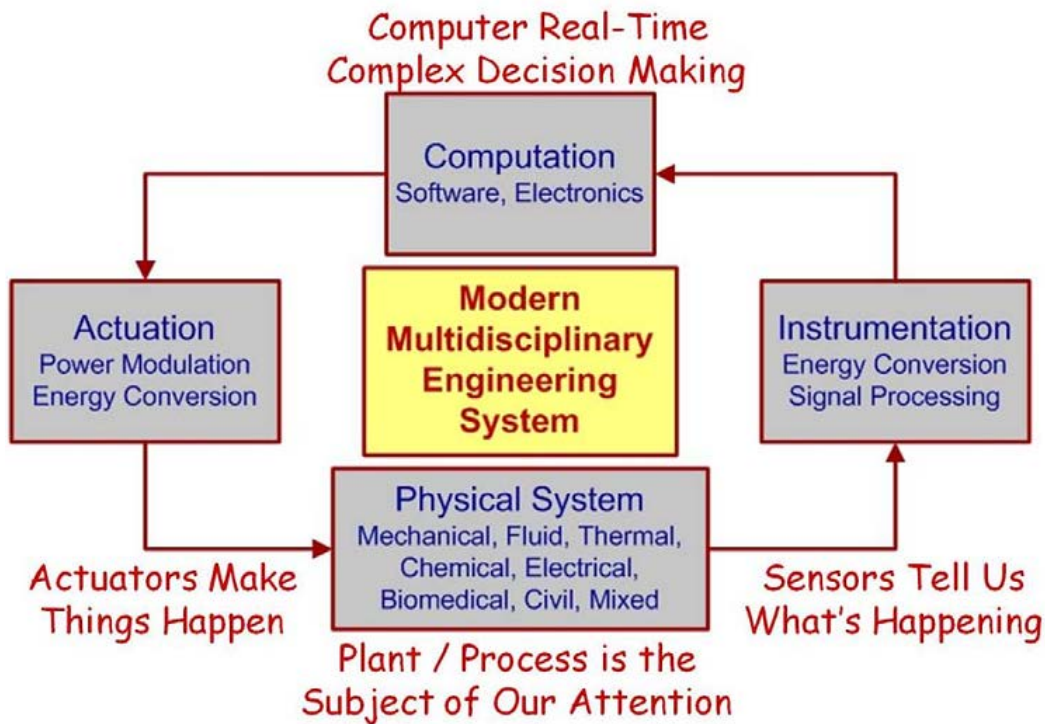 Computer Real-Time
Complex Decision Making
Computation
Software, Electronics
Actuation
Power Modulation
Energy Conversion
Modern
Multidisciplinary
Engineering
System
Instrumentation
Energy Conversion
Signal Processing
Physical System
Mechanical, Fluid, Thermal,
Chemical, Electrical,
Biomedical, Civil, Mixed
Actuators Make
Things Happen
Sensors Tell Us
What's Happening
Plant / Process is the
Subject of Our Attention